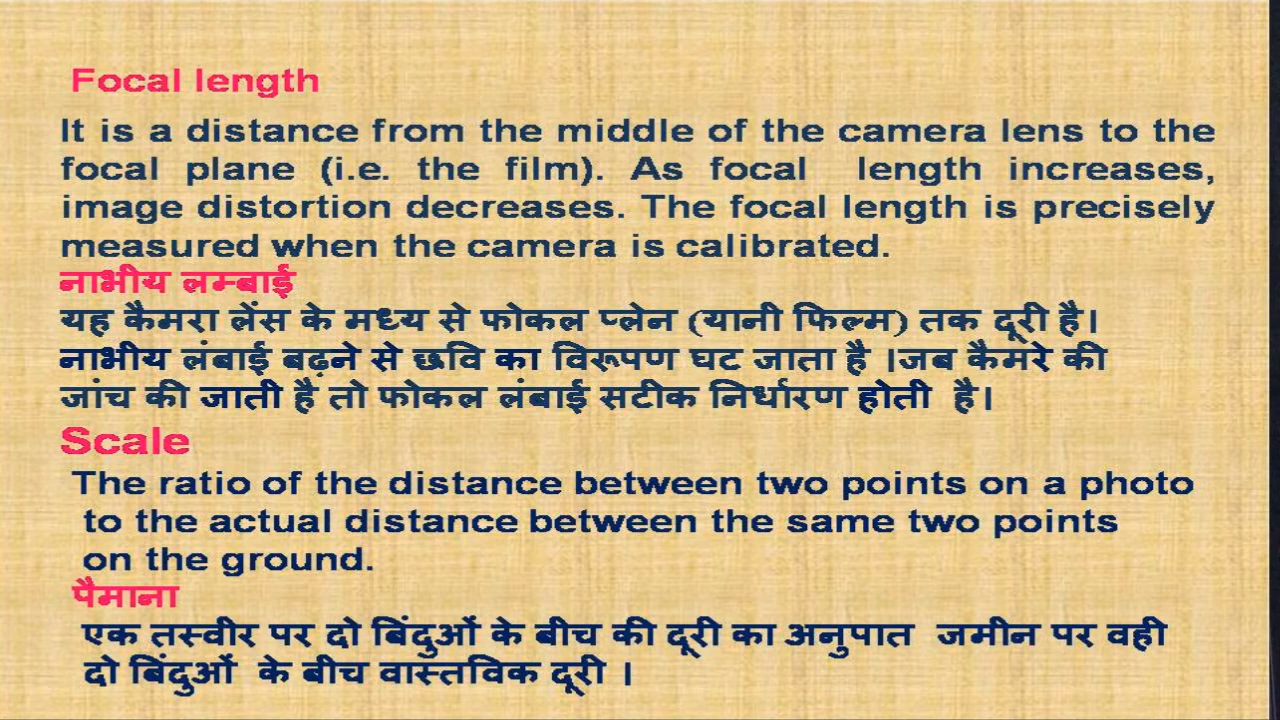 Focal length
It is a distance from the middle of the camera lens to the
focal plane (i.e. the film). As focal length increases,
image distortion decreases. The focal length is precisely
measured when the camera is calibrated.
नाभीय लम्बाई
यह कैमरा लेंस के मध्य से फोकल प्लेन (यानी फिल्म) तक दूरी है।
नाभीय लंबाई बढ़ने से छवि का विरूपण घट जाता है ।जब कैमरे की
जांच की जाती है तो फोकल लंबाई सटीक निर्धारण होती है।
Scale
The ratio of the distance between two points on a photo
to the actual distance between the same two points
on the ground.
पैमाना
एक तस्वीर पर दो बिंदुओं के बीच की दूरी का अनुपात जमीन पर वही
दो बिंदुओं के बीच वास्तविक दूरी ।